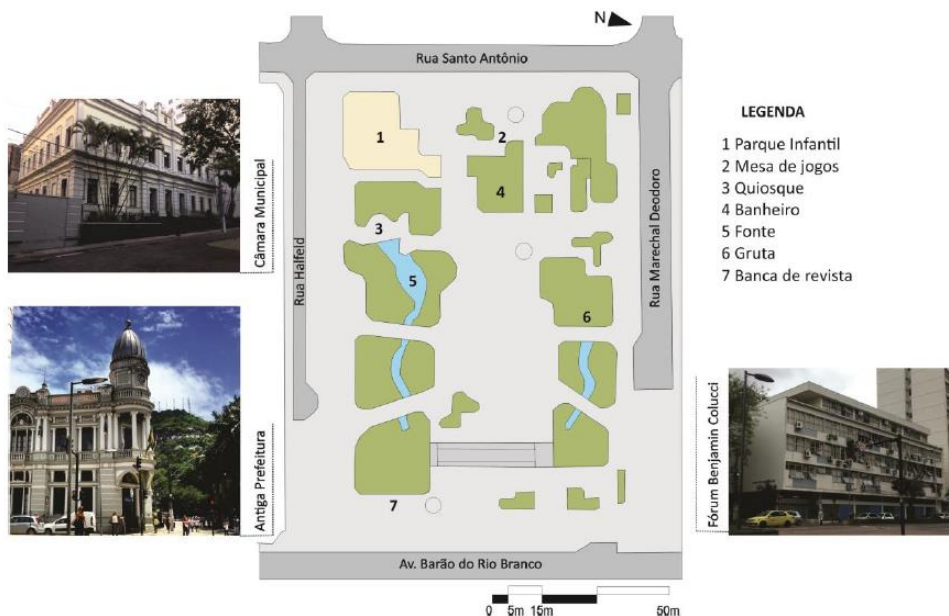 N
Rua Santo Antônio
Câmara Municipal
Rua Halfeld
Rua Marechal Deodoro
1
2
3
4
5
6
7
LEGENDA
1 Parque Infantil
2 Mesa de jogos
3 Quiosque
4 Banheiro
5 Fonte
6 Gruta
7 Banca de revista
Antiga Prefeitura
Fórum Benjamin Colucci
Av. Barão do Rio Branco
0 5m 15m 50m